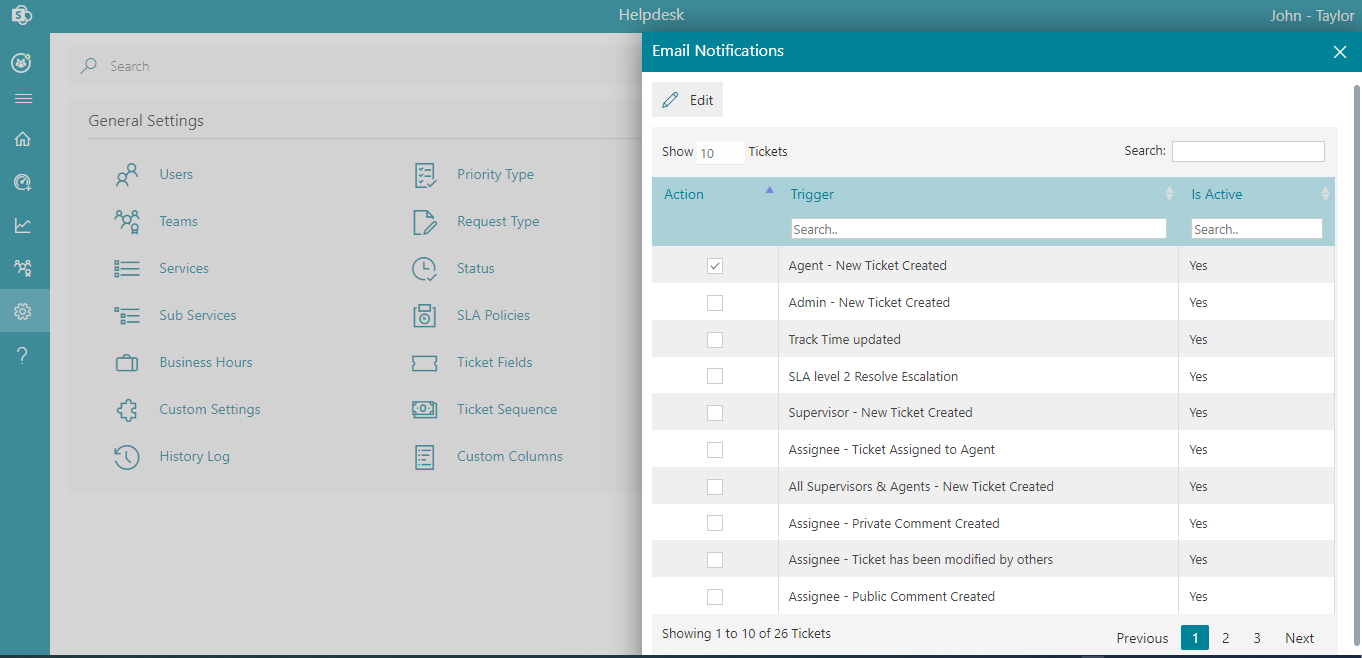 Helpdesk
John - Taylor
Search
General Settings
Users
Priority Type
Teams
Request Type
Services
Status
Sub Services
SLA Policies
Business Hours
Ticket Fields
Custom Settings
Ticket Sequence
History Log
Custom Columns
Email Notifications
Edit
Show 10 Tickets
Search:
Action Trigger Is Active
Search.. Search..
Agent - New Ticket Created Yes
Admin - New Ticket Created Yes
Track Time updated Yes
SLA level 2 Resolve Escalation Yes
Supervisor - New Ticket Created Yes
Assignee - Ticket Assigned to Agent Yes
All Supervisors & Agents - New Ticket Created Yes
Assignee - Private Comment Created Yes
Assignee - Ticket has been modified by others Yes
Assignee - Public Comment Created Yes
Showing 1 to 10 of 26 Tickets
Previous 1 2 3 Next